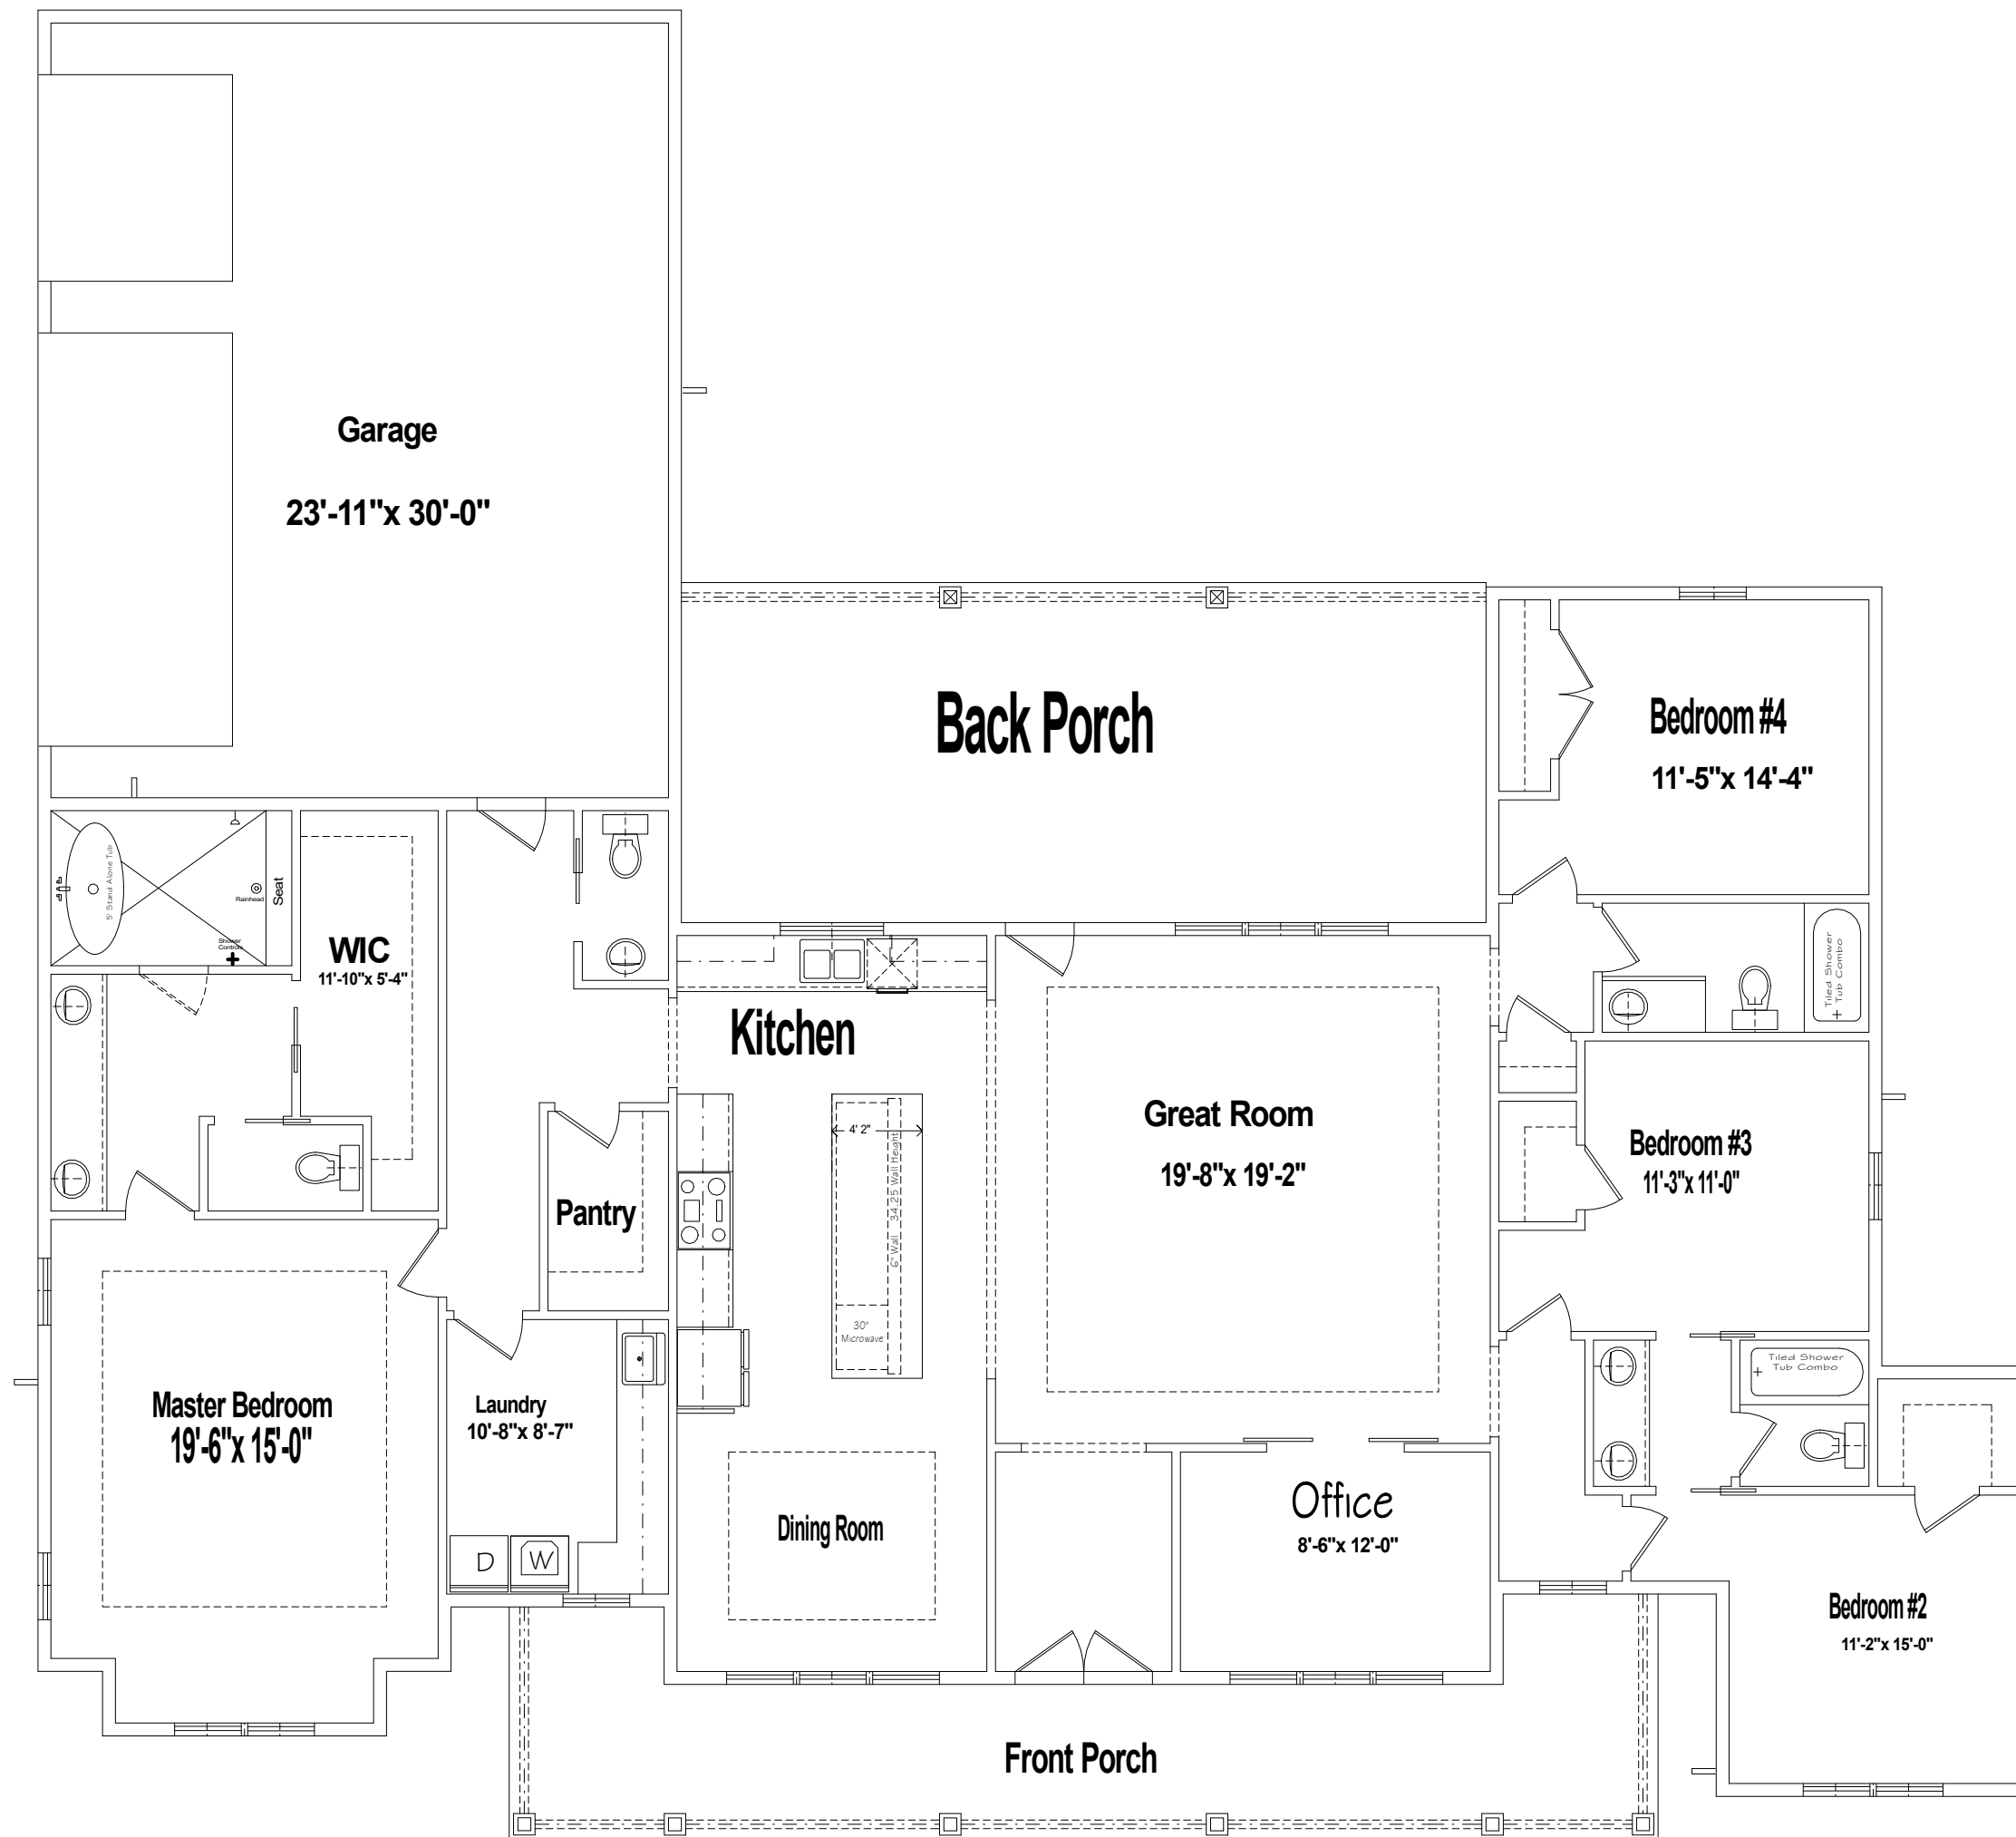 Garage
23'-11"x 30'-0"
Back Porch
Bedroom #4
11'-5"x 14'-4"
5' Stand Alone Tub
Rainhead
Seat
Shower
Controls
WIC
11'-10"x 5'-4"
Tiled Shower
Tub Combo
Kitchen
4' 2"
6" Wall 34.25 Wall Height
30"
Microwave
Great Room
19'-8"x 19'-2"
Bedroom #3
11'-3"x 11'-0"
Pantry
Tiled Shower
Tub Combo
Master Bedroom
19'-6"x 15'-0"
Laundry
10'-8"x 8'-7"
D
W
Dining Room
Office
8'-6"x 12'-0"
Bedroom #2
11'-2"x 15'-0"
Front Porch